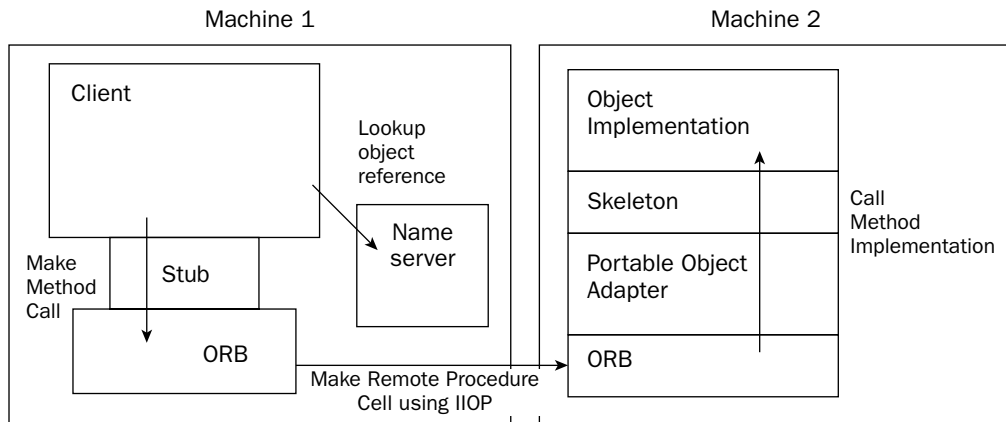 Machine 1
Machine 2
Client
Lookup
object
reference
Name
server
Make
Method
Call
Stub
ORB
Make Remote Procedure
Cell using IIOP
Object
Implementation
Skeleton
Portable Object
Adapter
ORB
Call
Method
Implementation